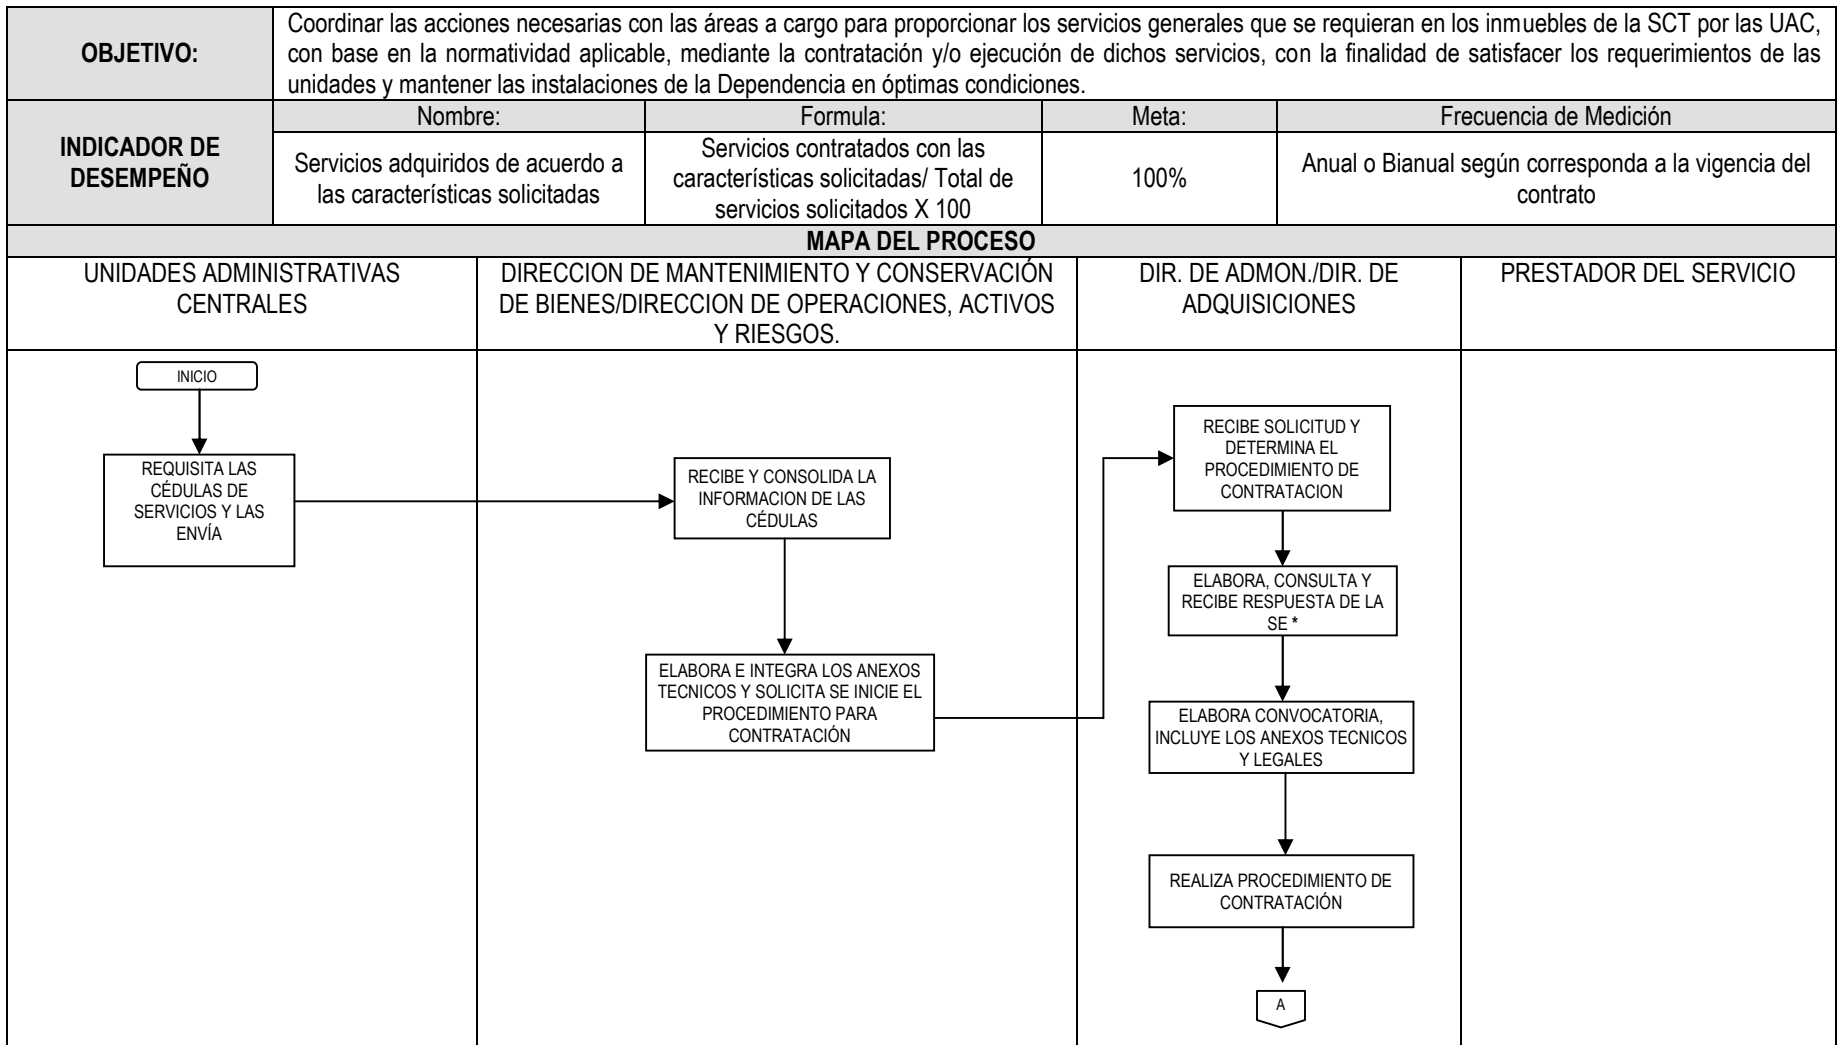 OBJETIVO:
Coordinar las acciones necesarias con las áreas a cargo para proporcionar los servicios generales que se requieran en los inmuebles de la SCT por las UAC,
con base en la normatividad aplicable, mediante la contratación y/o ejecución de dichos servicios, con la finalidad de satisfacer los requerimientos de las
unidades y mantener las instalaciones de la Dependencia en óptimas condiciones.
INDICADOR DE
DESEMPEÑO
Nombre:
Formula:
Meta:
Frecuencia de Medición
Servicios adquiridos de acuerdo a
las características solicitadas
Servicios contratados con las
características solicitadas/ Total de
servicios solicitados X 100
100%
Anual o Bianual según corresponda a la vigencia del
contrato
MAPA DEL PROCESO
UNIDADES ADMINISTRATIVAS
CENTRALES
DIRECCION DE MANTENIMIENTO Y CONSERVACIÓN
DE BIENES/DIRECCION DE OPERACIONES, ACTIVOS
Y RIESGOS.
DIR. DE ADMON./DIR. DE
ADQUISICIONES
PRESTADOR DEL SERVICIO
INICIO
REQUISITA LAS
CÉDULAS DE
SERVICIOS Y LAS
ENVÍA
RECIBE Y CONSOLIDA LA
INFORMACION DE LAS
CÉDULAS
ELABORA E INTEGRA LOS ANEXOS
TECNICOS Y SOLICITA SE INICIE EL
PROCEDIMIENTO PARA
CONTRATACIÓN
RECIBE SOLICITUD Y
DETERMINA EL
PROCEDIMIENTO DE
CONTRATACION
ELABORA, CONSULTA Y
RECIBE RESPUESTA DE LA
SE *
ELABORA CONVOCATORIA,
INCLUYE LOS ANEXOS TECNICOS
Y LEGALES
REALIZA PROCEDIMIENTO DE
CONTRATACIÓN
A